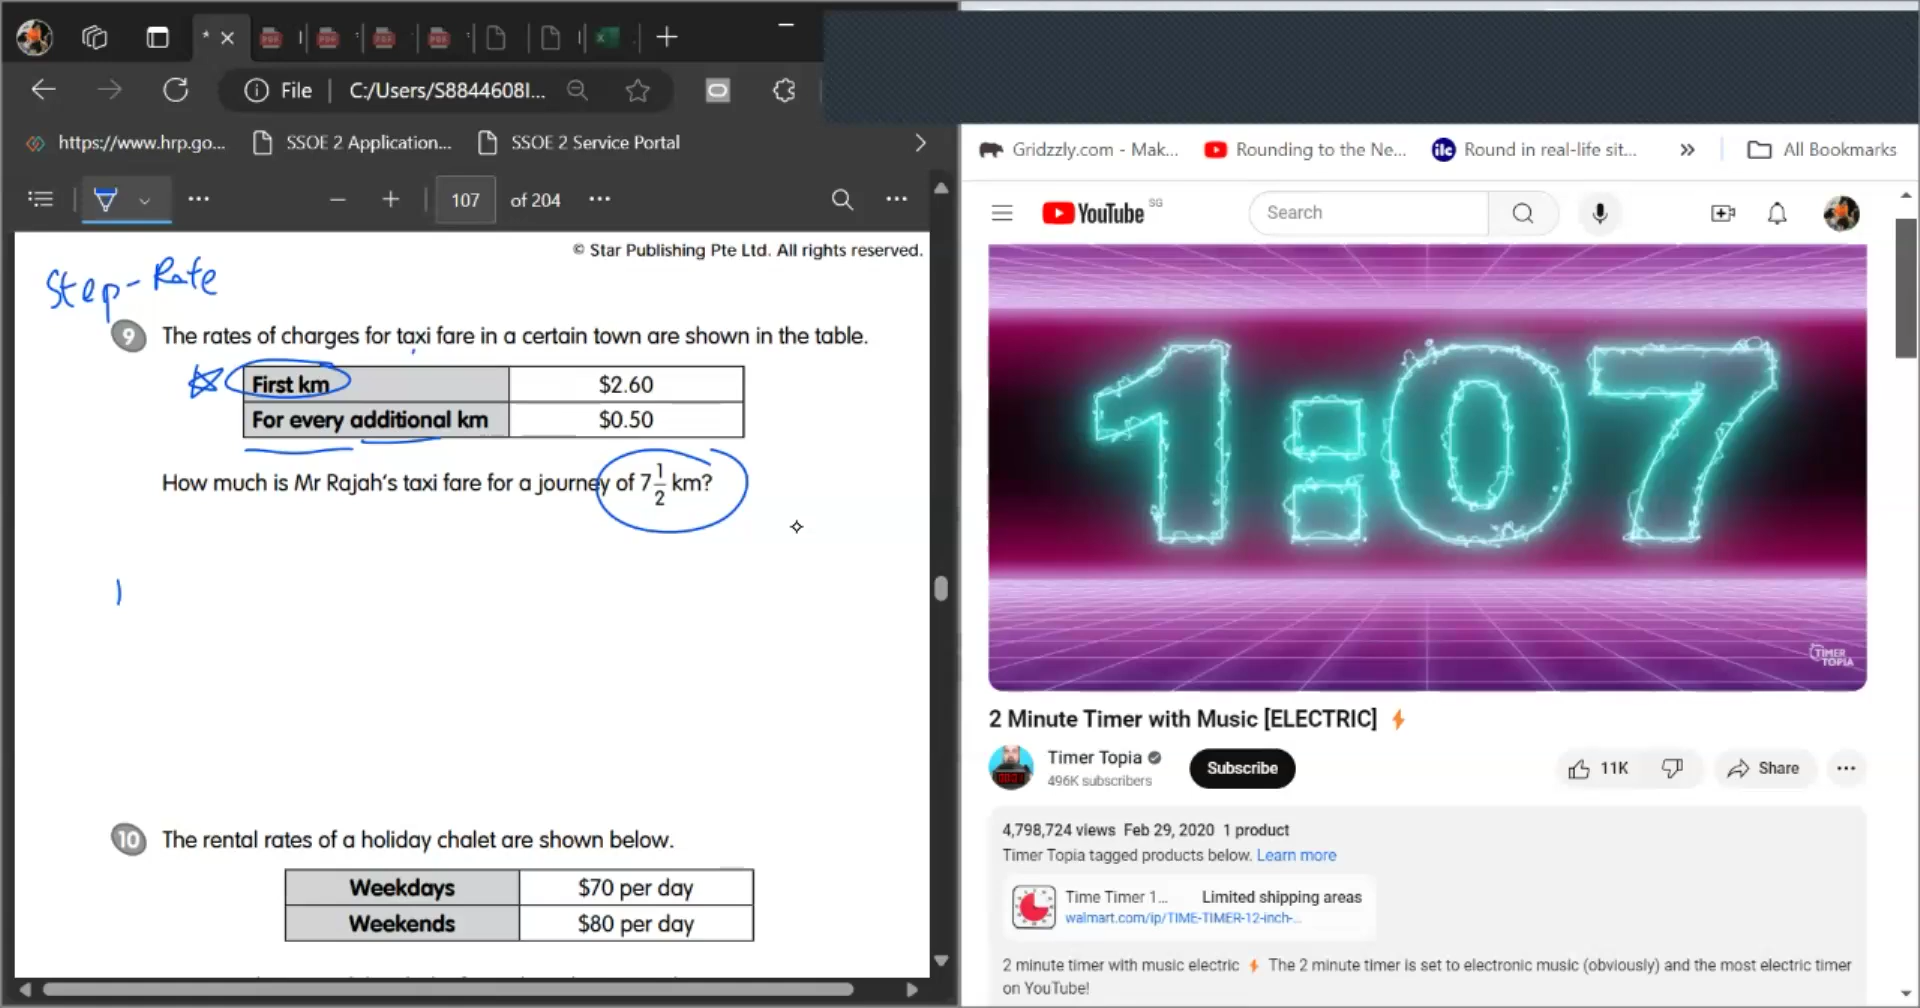 * ×
File
C:/Users/S8844608I...
https://www.hrp.go...
SSOE 2 Application...
SSOE 2 Service Portal
107 of 204
© Star Publishing Pte Ltd. All rights reserved.
Step-Rate
9 The rates of charges for taxi fare in a certain town are shown in the table.
First km $2.60
For every additional km $0.50
How much is Mr Rajah's taxi fare for a journey of 7 1/2 km?
1
10 The rental rates of a holiday chalet are shown below.
Weekdays $70 per day
Weekends $80 per day
Gridzzly.com - Mak...
Rounding to the Ne...
ilc Round in real-life sit...
» All Bookmarks
YouTube SG
Search
1:07
TIMER TOPIA
2 Minute Timer with Music [ELECTRIC] ⚡
Timer Topia
496K subscribers
Subscribe
11K
Share
4,798,724 views Feb 29, 2020 1 product
Timer Topia tagged products below. Learn more
Time Timer 1... Limited shipping areas
walmart.com/ip/TIME-TIMER-12-inch-...
2 minute timer with music electric ⚡ The 2 minute timer is set to electronic music (obviously) and the most electric timer
on YouTube!